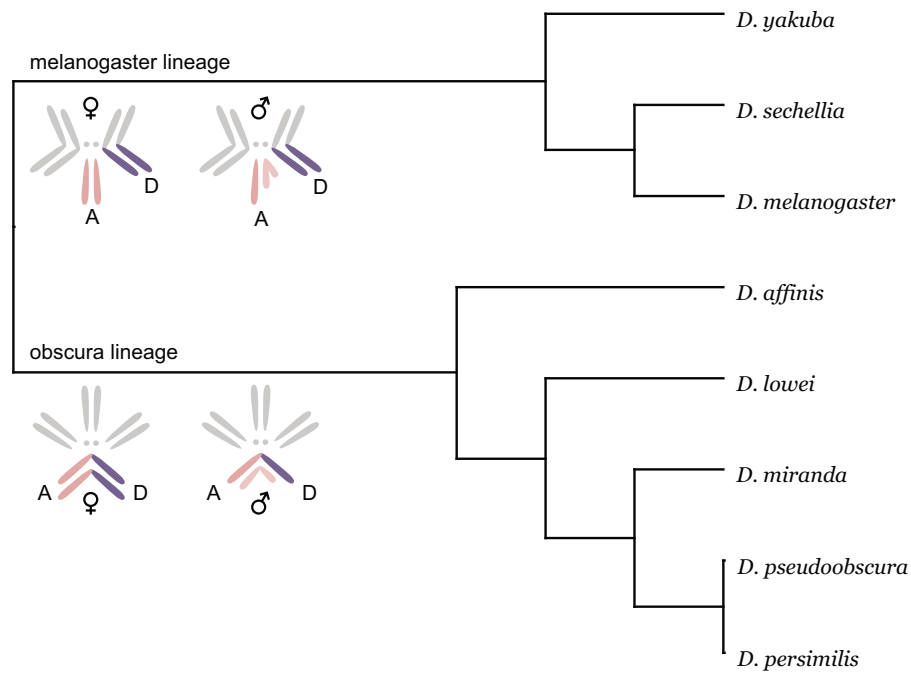 D. yakuba
melanogaster lineage
♀ ♂
D. sechellia
D D
A A
D. melanogaster
D. affinis
obscura lineage
D. lowei
D. miranda
A ♀ D A ♂ D
D. pseudoobscura
D. persimilis